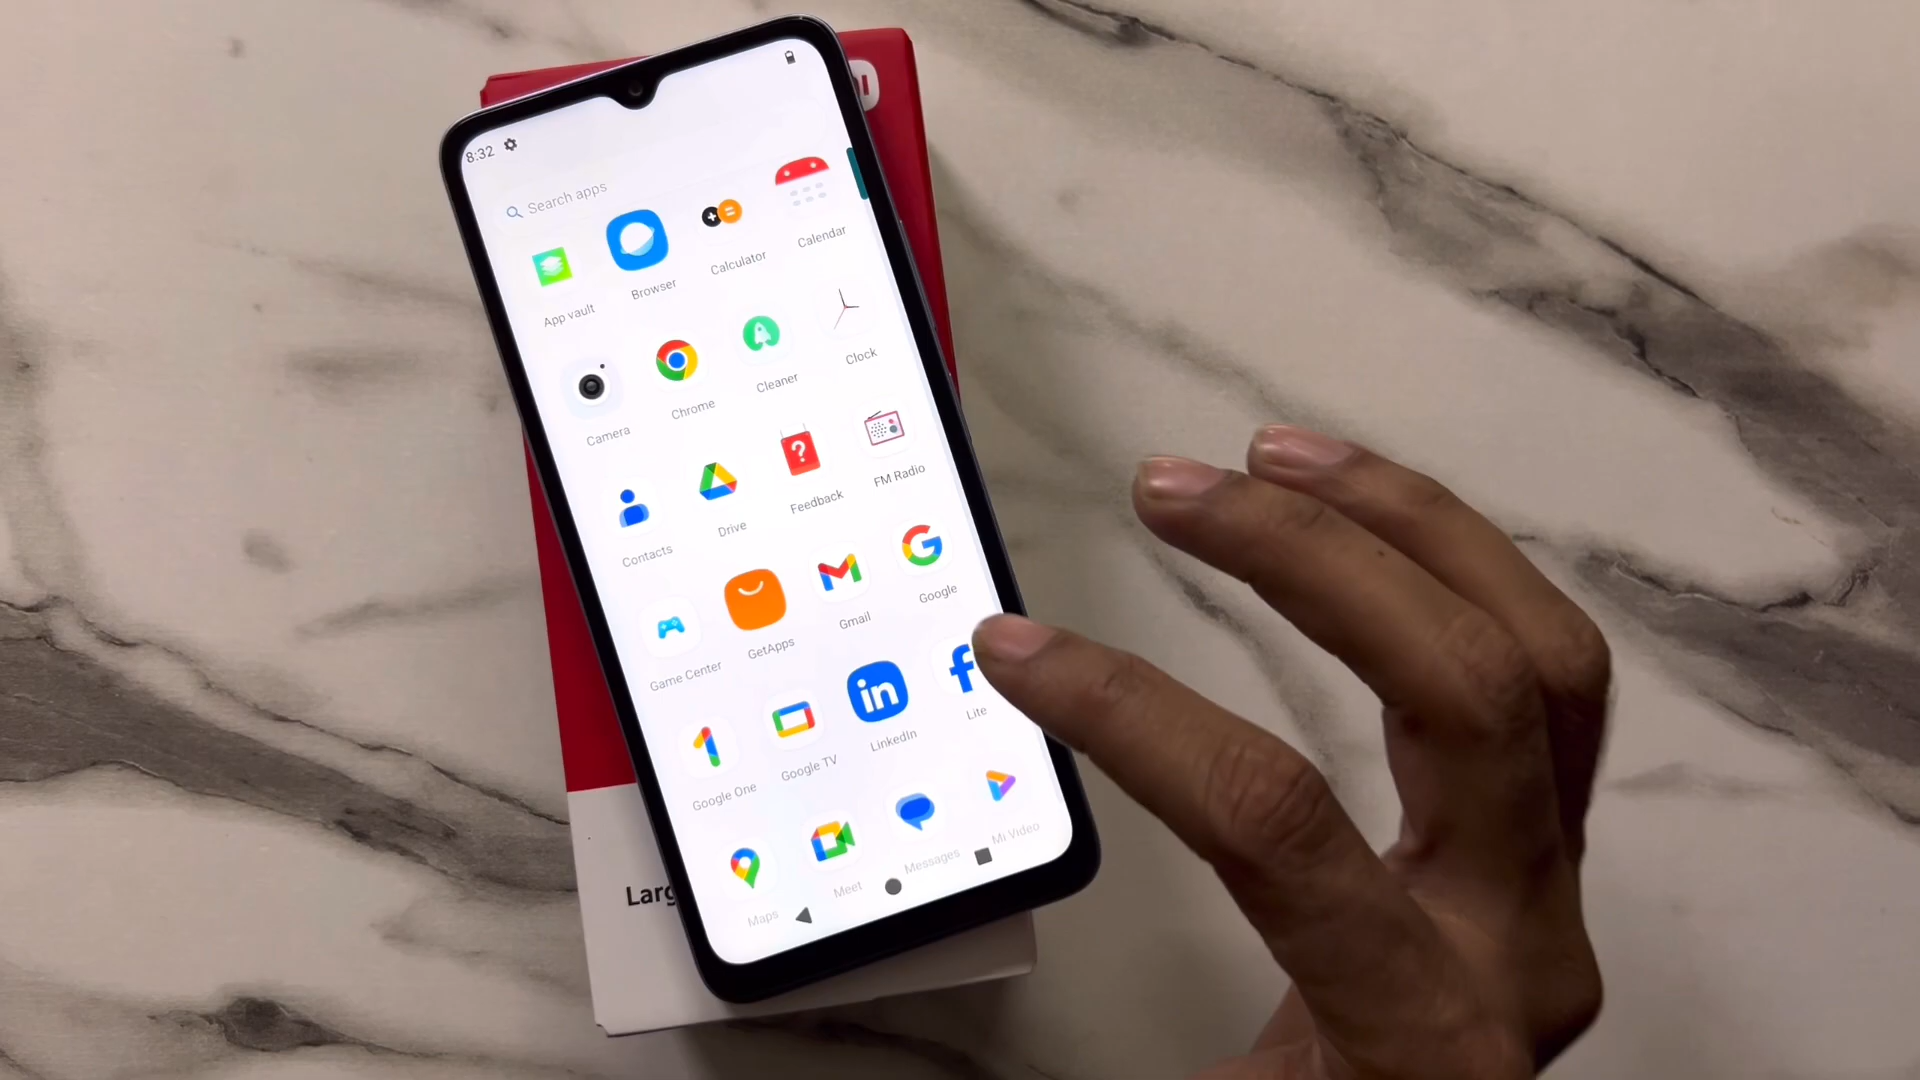 8:32
Search apps
App vault
Browser
Calculator
Calendar
Camera
Chrome
Cleaner
Clock
Contacts
Drive
Feedback
FM Radio
Game Center
GetApps
Gmail
Google
Google One
Google TV
in
LinkedIn
Lite
Maps
Meet
Messages
Mi Video